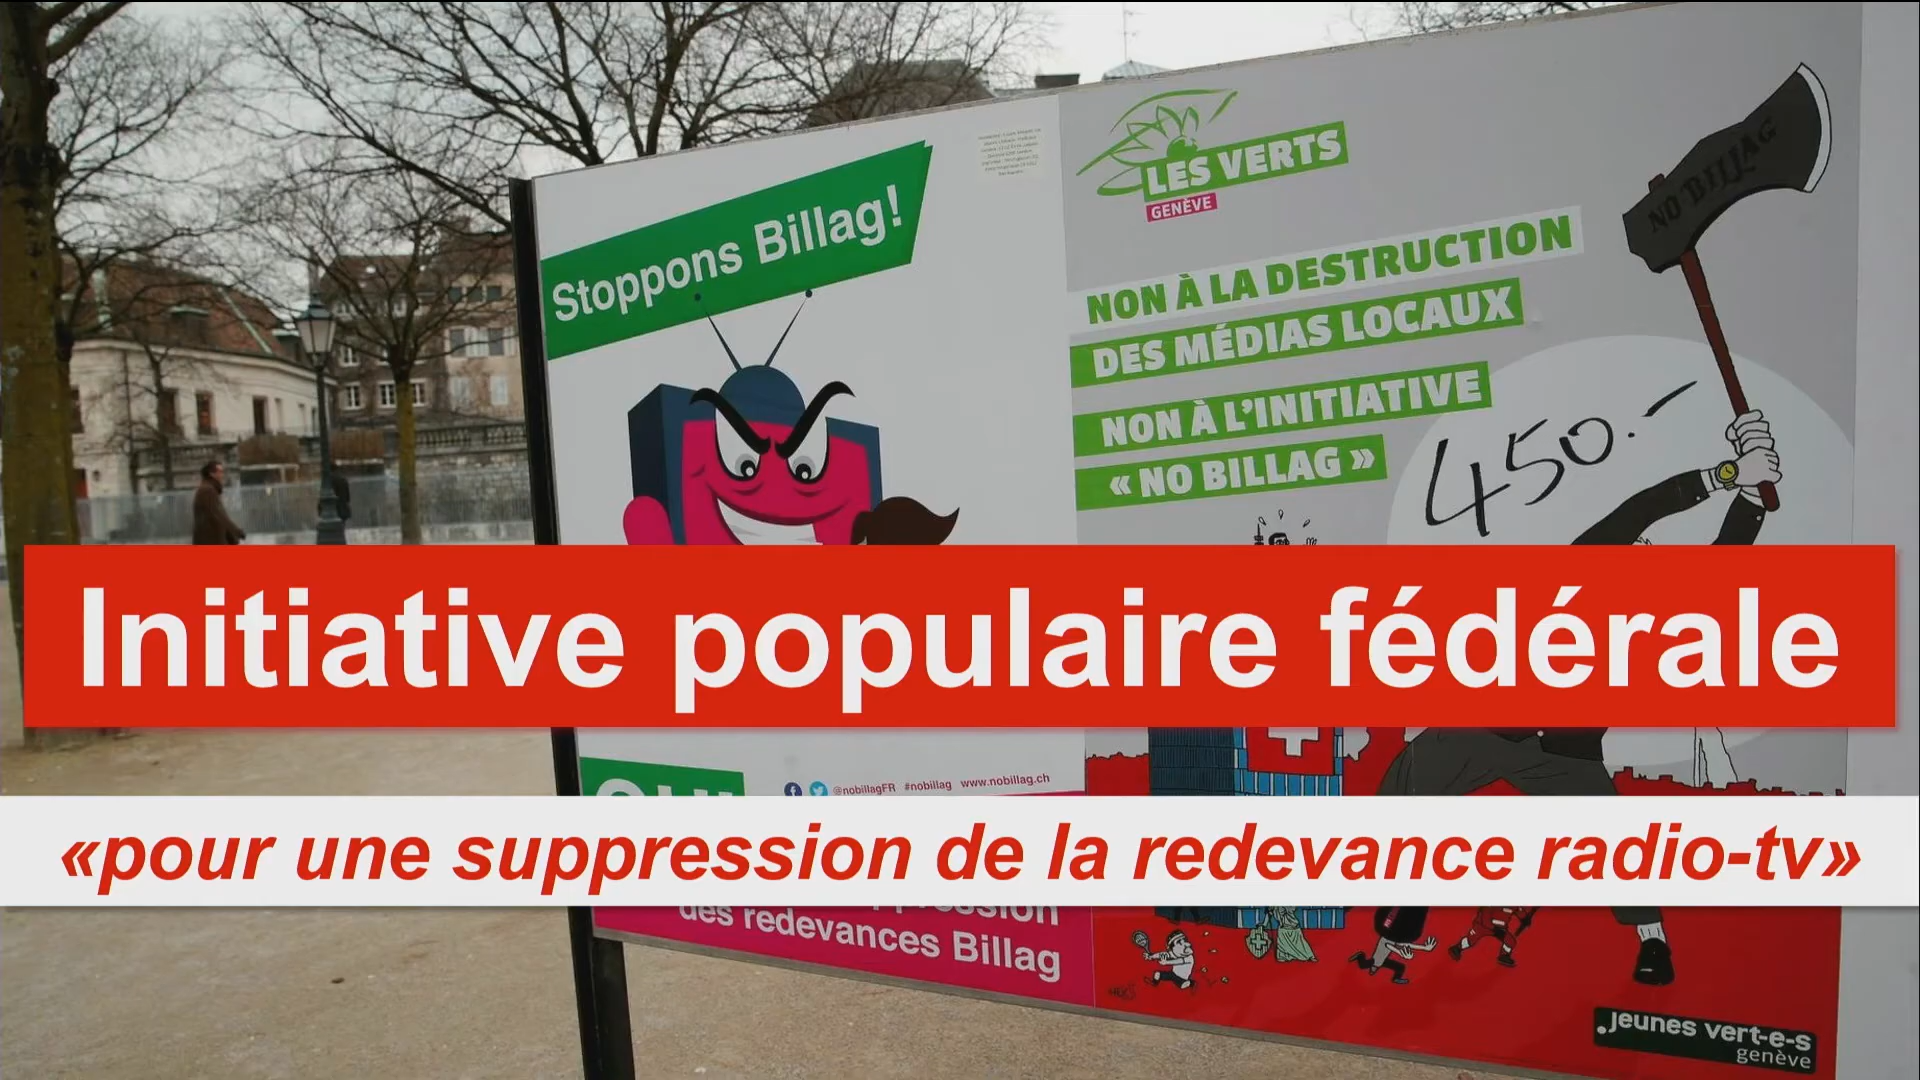 Stoppons Billag!
LES VERTS
GENÈVE
NO BILLAG
NON À LA DESTRUCTION
DES MÉDIAS LOCAUX
NON À L'INITIATIVE
« NO BILLAG »
450.-
Initiative populaire fédérale
@nobillagFR #nobillag www.nobillag.ch
«pour une suppression de la redevance radio-tv»
des redevances Billag
.jeunes vert-e-s
genève